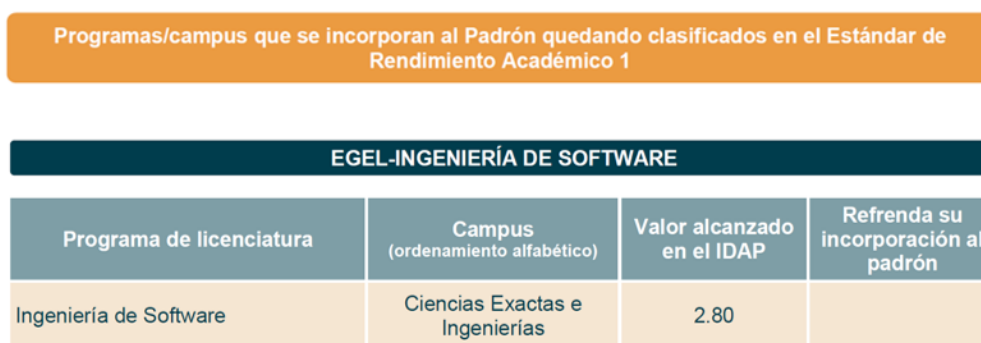 Programas/campus que se incorporan al Padrón quedando clasificados en el Estándar de
Rendimiento Académico 1
EGEL-INGENIERÍA DE SOFTWARE
Programa de licenciatura
Campus
(ordenamiento alfabético)
Valor alcanzado
en el IDAP
Refrenda su
incorporación al
padrón
Ingeniería de Software
Ciencias Exactas e
Ingenierías
2.80